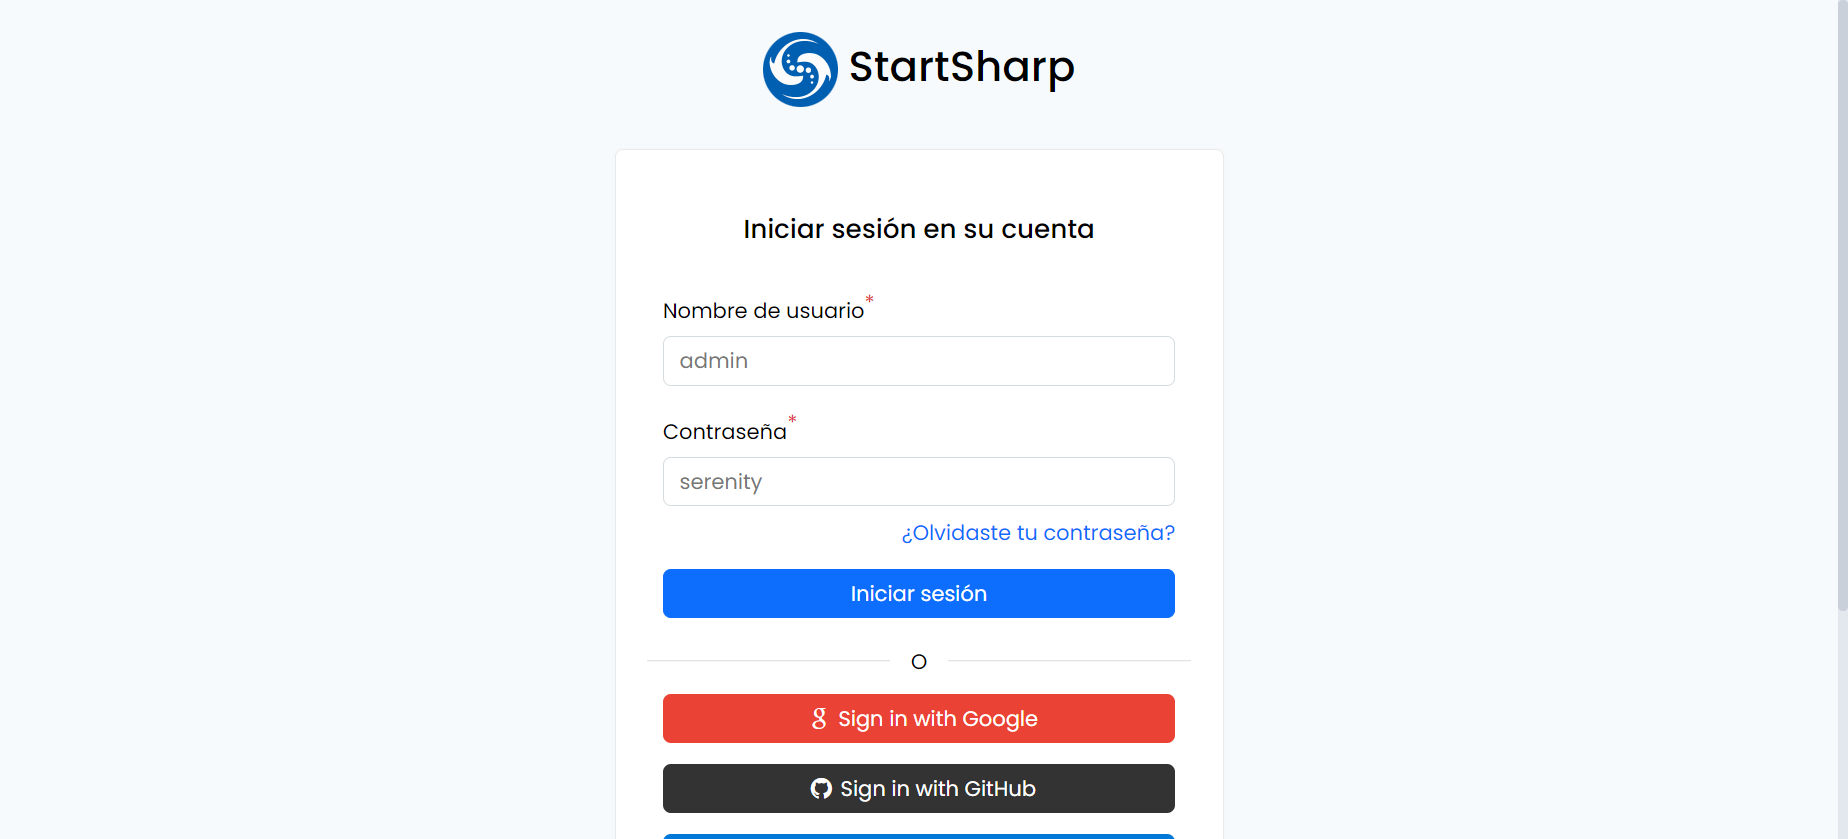 StartSharp
Iniciar sesión en su cuenta
Nombre de usuario*
admin
Contraseña*
serenity
¿Olvidaste tu contraseña?
Iniciar sesión
O
Sign in with Google
Sign in with GitHub